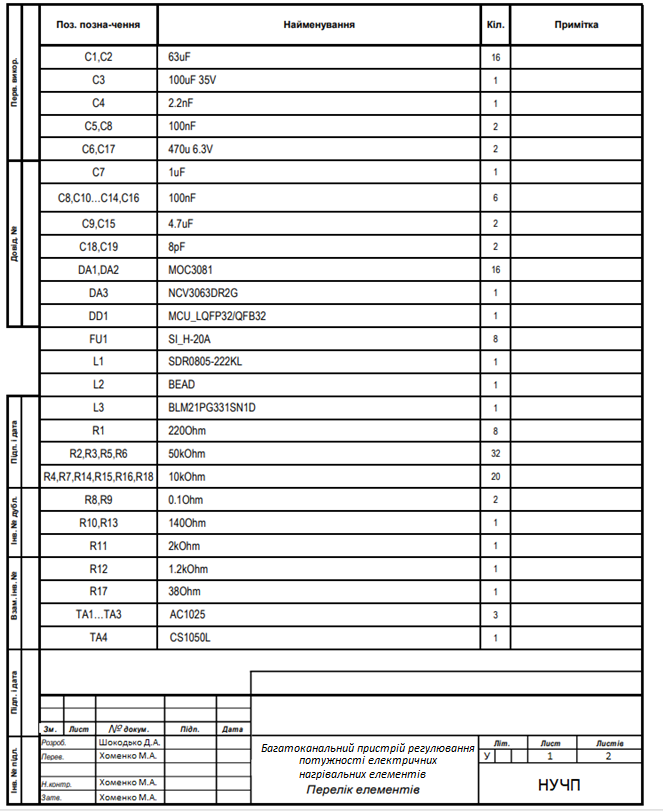 Поз. позна-чення Найменування Кіл. Примітка
C1,C2 63uF 16
C3 100uF 35V 1
C4 2.2nF 1
C5,C8 100nF 2
C6,C17 470u 6.3V 2
C7 1uF 1
C8,C10...C14,C16 100nF 6
C9,C15 4.7uF 2
C18,C19 8pF 2
DA1,DA2 MOC3081 16
DA3 NCV3063DR2G 1
DD1 MCU_LQFP32/QFB32 1
FU1 SI_H-20A 8
L1 SDR0805-222KL 1
L2 BEAD 1
L3 BLM21PG331SN1D 1
R1 220Ohm 8
R2,R3,R5,R6 50kOhm 32
R4,R7,R14,R15,R16,R18 10kOhm 20
R8,R9 0.1Ohm 2
R10,R13 140Ohm 1
R11 2kOhm 1
R12 1.2kOhm 1
R17 38Ohm 1
TA1...TA3 AC1025 3
TA4 CS1050L 1
Перв. викор.
Довід. №
Підп. і дата
Інв. № дубл.
Взам. інв. №
Підп. і дата
Інв. № підл.
Зм. Лист № докум. Підп. Дата
Розроб. Шокодько Д.А.
Перев. Хоменко М.А.
Н.контр. Хоменко М.А.
Затв. Хоменко М.А.
Багатоканальний пристрій регулювання
потужності електричних
нагрівальних елементів
Перелік елементів
Літ. Лист Листів
У 1 2
НУЧП